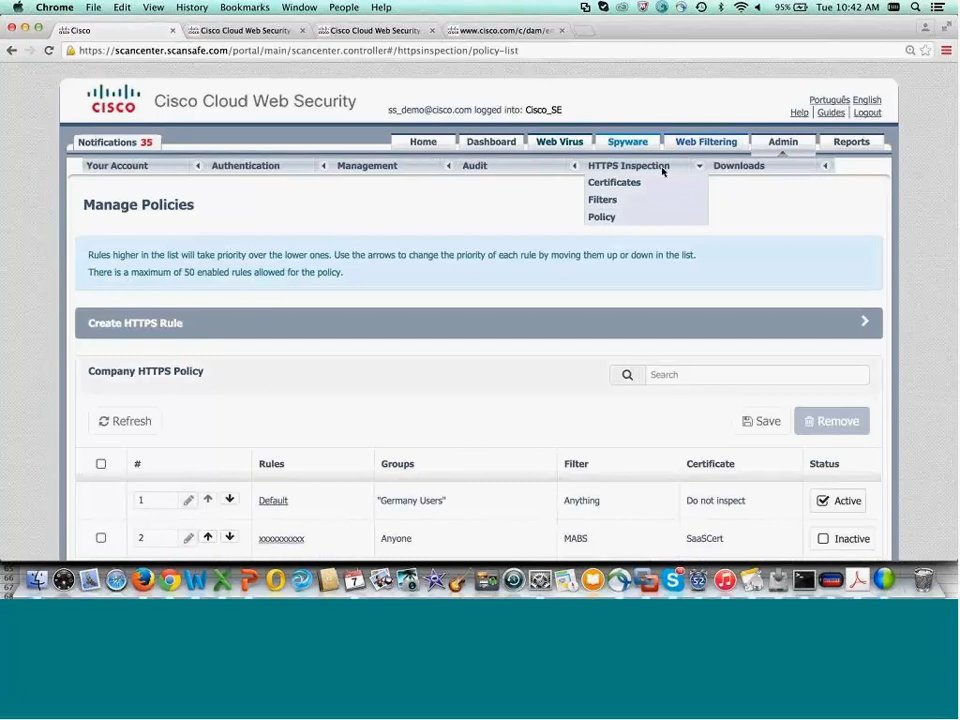 Chrome File Edit View History Bookmarks Window People Help 95% Tue 10:42 AM
Cisco
Cisco Cloud Web Security
Cisco Cloud Web Security
www.cisco.com/c/dam/e
https://scancenter.scansafe.com/portal/main/scancenter.controller#/httpsinspection/policy-list
CISCO
Cisco Cloud Web Security
ss_demo@cisco.com logged into: Cisco_SE
Português English
Help Guides Logout
Notifications 35
Home Dashboard Web Virus Spyware Web Filtering Admin Reports
Your Account Authentication Management Audit HTTPS Inspection Downloads
Certificates
Filters
Policy
Manage Policies
Rules higher in the list will take priority over the lower ones. Use the arrows to change the priority of each rule by moving them up or down in the list.
There is a maximum of 50 enabled rules allowed for the policy.
Create HTTPS Rule
Company HTTPS Policy
Search
Refresh
Save
Remove
# Rules Groups Filter Certificate Status
1 Default "Germany Users" Anything Do not inspect Active
2 xxxxxxxxxx Anyone MABS SaaSCert Inactive
66
67